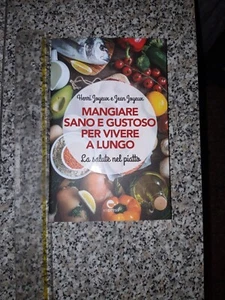 Henri Joyeux e Jean Joyeux
MANGIARE
SANO E GUSTOSO
PER VIVERE
A LUNGO
La salute nel piatto